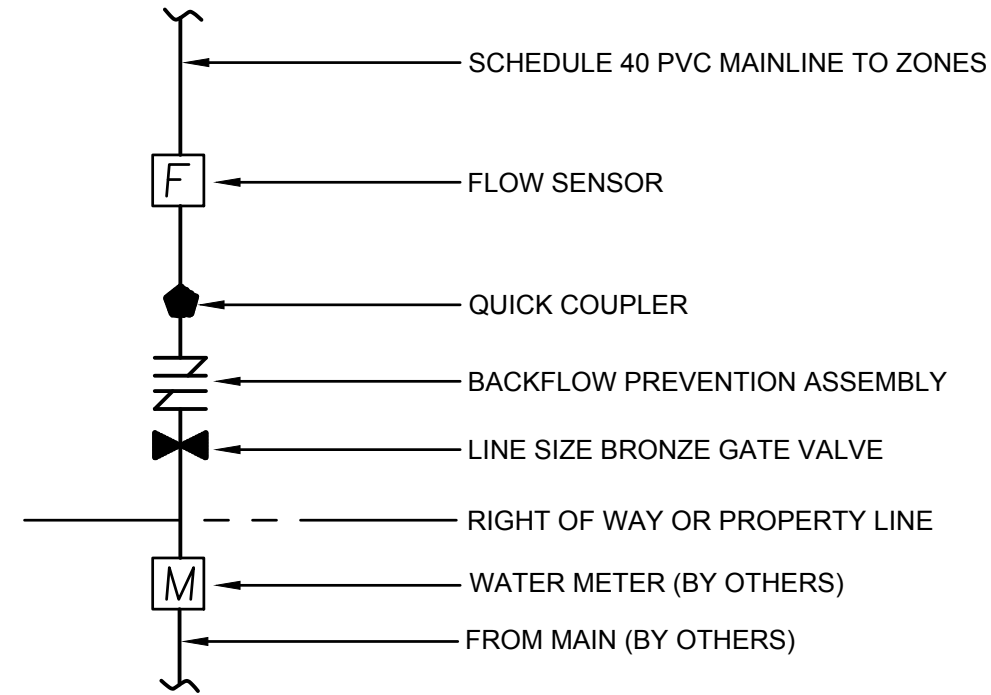 SCHEDULE 40 PVC MAINLINE TO ZONES
F
FLOW SENSOR
QUICK COUPLER
BACKFLOW PREVENTION ASSEMBLY
LINE SIZE BRONZE GATE VALVE
RIGHT OF WAY OR PROPERTY LINE
M
WATER METER (BY OTHERS)
FROM MAIN (BY OTHERS)